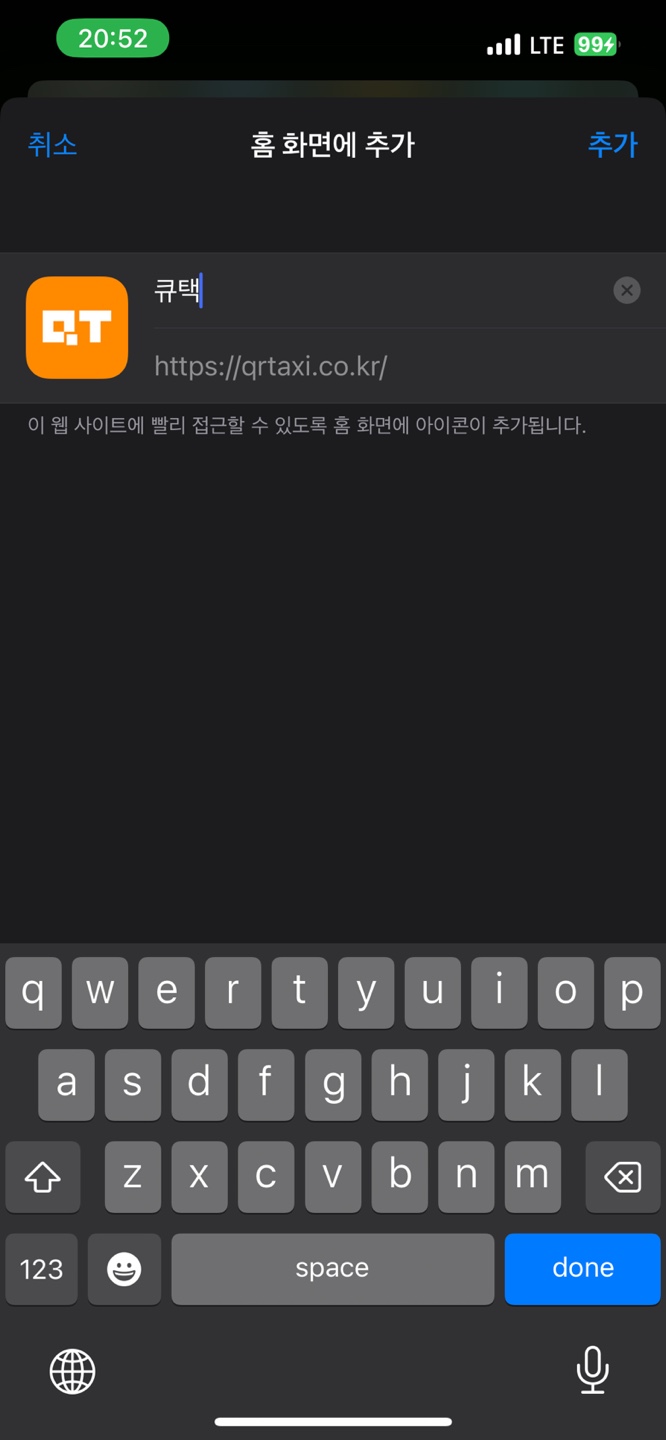 20:52
LTE 99
취소 홈 화면에 추가 추가
QT
큐택
https://qrtaxi.co.kr/
이 웹 사이트에 빨리 접근할 수 있도록 홈 화면에 아이콘이 추가됩니다.
q w e r t y u i o p
a s d f g h j k l
z x c v b n m
123 space done